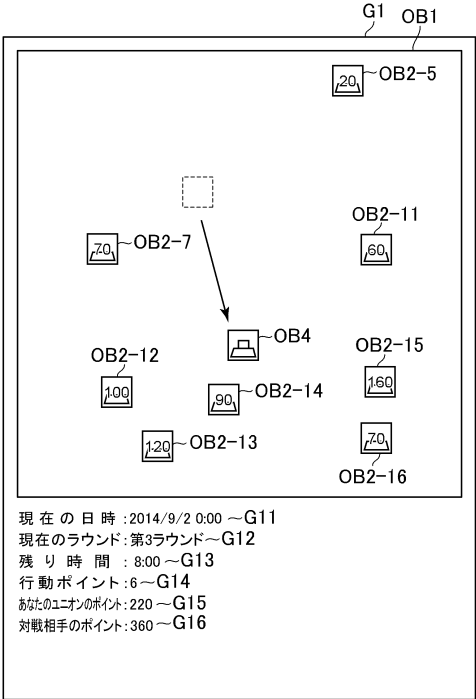 G1
OB1
20 OB2-5
OB2-11
70 OB2-7
60
OB4
OB2-12
OB2-15
100
90 OB2-14
160
120 OB2-13
70
OB2-16
現在の日時:2014/9/2 0:00 ~G11
現在のラウンド:第3ラウンド~G12
残り時間:8:00~G13
行動ポイント:6~G14
あなたのユニオンのポイント:220~G15
対戦相手のポイント:360~G16